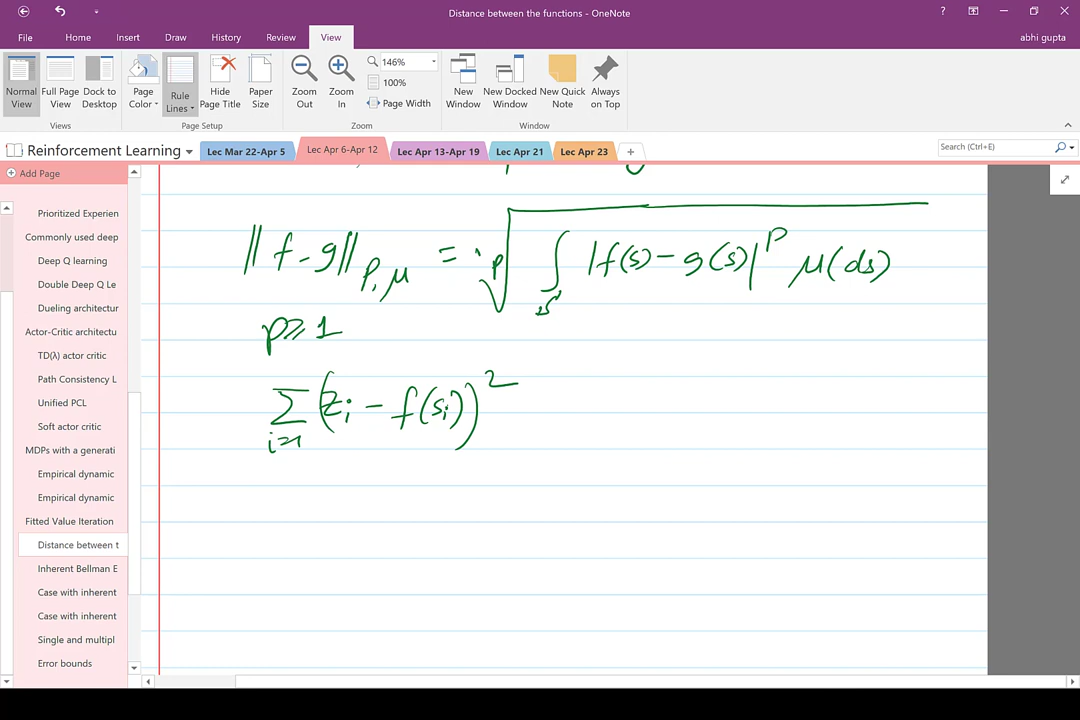 Distance between the functions - OneNote
?
abhi gupta
File Home Insert Draw History Review View
Normal View
Full Page View
Dock to Desktop
Page Color
Rule Lines
Hide Page Title
Paper Size
Zoom Out
Zoom In
146%
100%
Page Width
New Window
New Docked Window
New Quick Note
Always on Top
Views Page Setup Zoom Window
Reinforcement Learning
Lec Mar 22-Apr 5 Lec Apr 6-Apr 12 Lec Apr 13-Apr 19 Lec Apr 21 Lec Apr 23 +
Search (Ctrl+E)
Add Page
Prioritized Experien
Commonly used deep
Deep Q learning
Double Deep Q Le
Dueling architectur
Actor-Critic architectu
TD(λ) actor critic
Path Consistency L
Unified PCL
Soft actor critic
MDPs with a generati
Empirical dynamic
Empirical dynamic
Fitted Value Iteration
Distance between t
Inherent Bellman E
Case with inherent
Case with inherent
Single and multipl
Error bounds
||f-g||p,μ = p√ ∫s |f(s) - g(s)|^p μ(ds)
p ≥ 1
Σi=1 (zi - f(si))^2